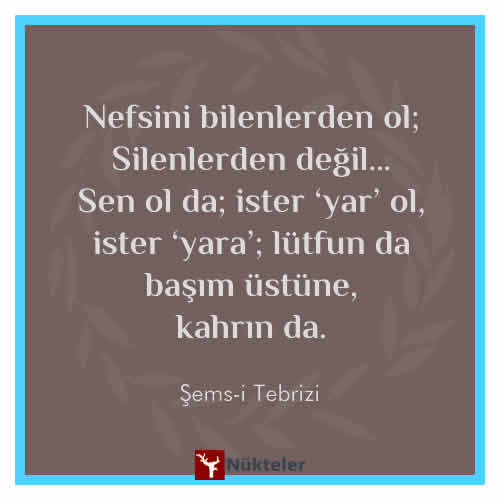 Nefsini bilenlerden ol;
Silenlerden değil...
Sen ol da; ister ‘yar’ ol,
ister ‘yara’; lütfun da
başım üstüne,
kahrın da.
Şems-i Tebrizi
Nükteler